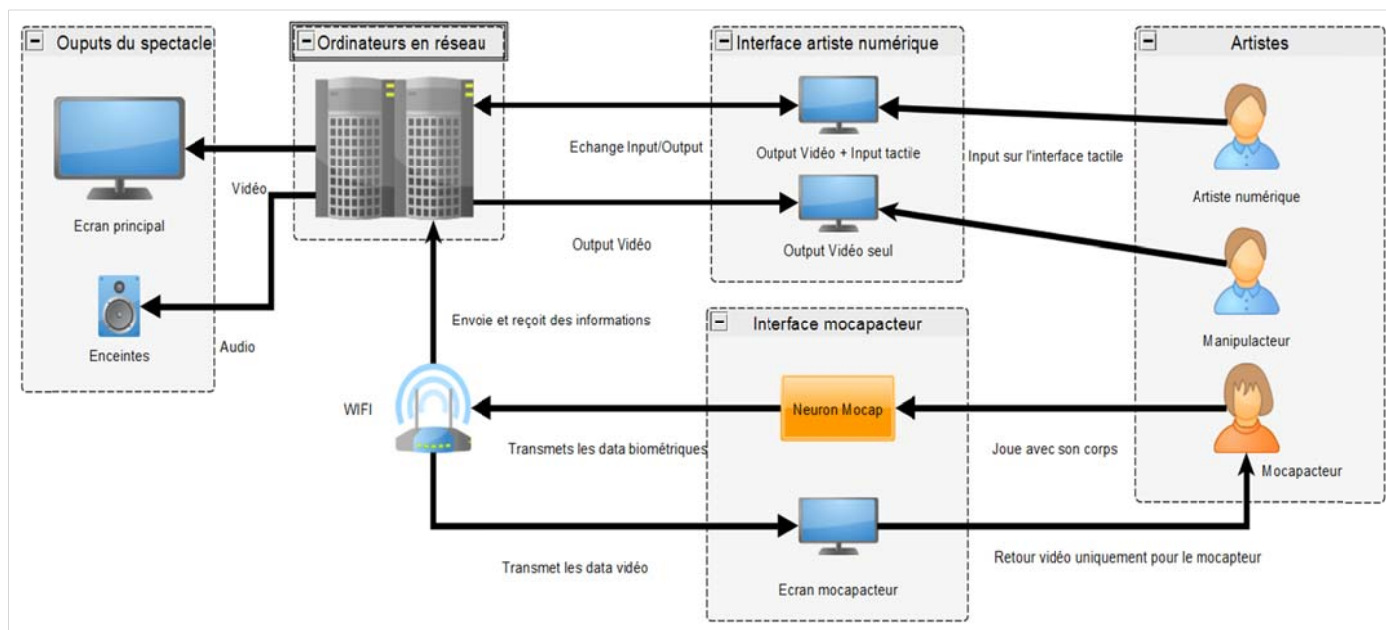 Ouputs du spectacle
Ordinateurs en réseau
Interface artiste numérique
Artistes
Echange Input/Output
Output Vidéo + Input tactile
Input sur l'interface tactile
Vidéo
Artiste numérique
Ecran principal
Output Vidéo
Output Vidéo seul
Envoie et reçoit des informations
Interface mocapacteur
Manipulacteur
Enceintes
Audio
WIFI
Neuron Mocap
Transmets les data biométriques
Joue avec son corps
Mocapacteur
Transmet les data vidéo
Retour vidéo uniquement pour le mocapteur
Ecran mocapacteur